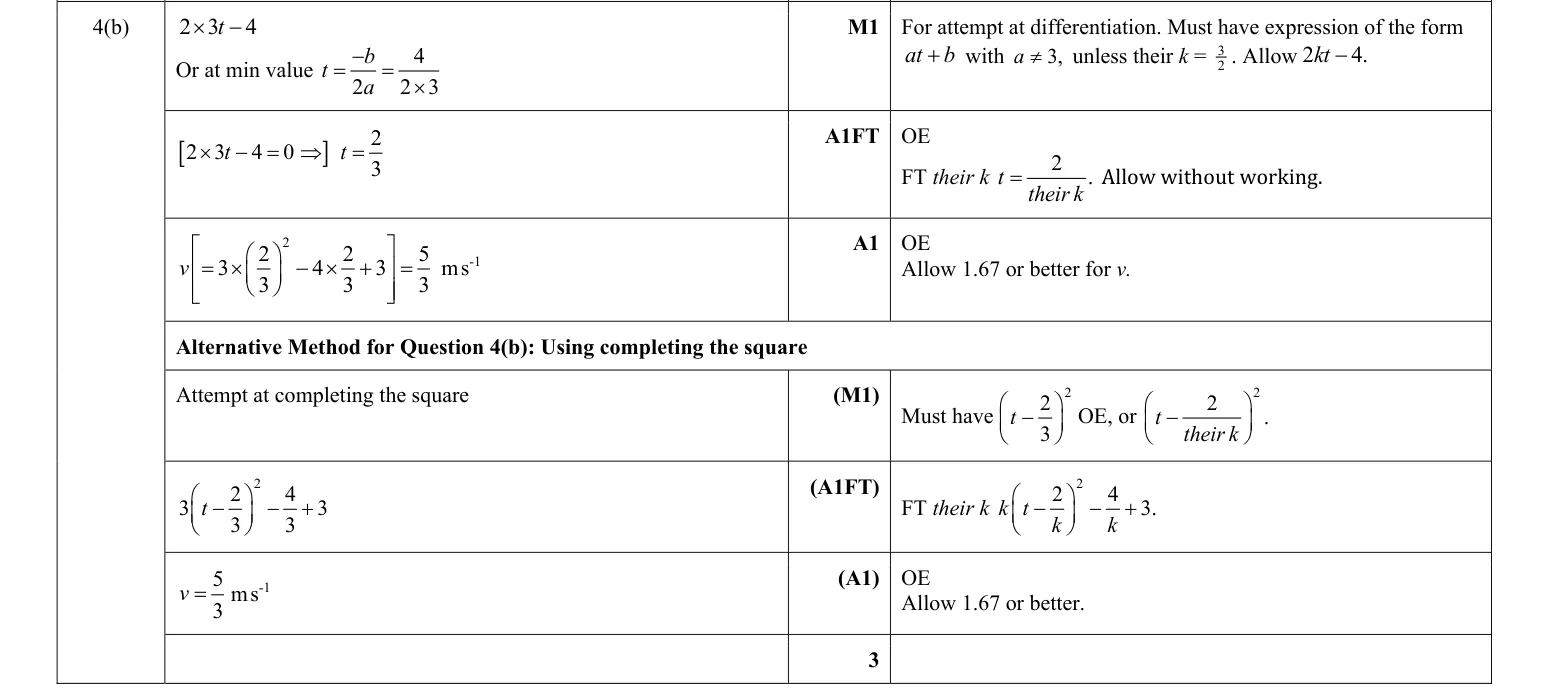 4(b)
2 × 3t − 4
Or at min value t = −b/2a = 4/(2 × 3)
M1
For attempt at differentiation. Must have expression of the form
at + b with a ≠ 3, unless their k = 3/2. Allow 2kt − 4.
[2 × 3t − 4 = 0 ⇒] t = 2/3
A1FT
OE
FT their k t = 2/their k. Allow without working.
v[= 3 × (2/3)² − 4 × 2/3 + 3] = 5/3 m s⁻¹
A1
OE
Allow 1.67 or better for v.
Alternative Method for Question 4(b): Using completing the square
Attempt at completing the square
(M1)
Must have (t − 2/3)² OE, or (t − 2/their k)².
3(t − 2/3)² − 4/3 + 3
(A1FT)
FT their k k(t − 2/k)² − 4/k + 3.
v = 5/3 m s⁻¹
(A1)
OE
Allow 1.67 or better.
3